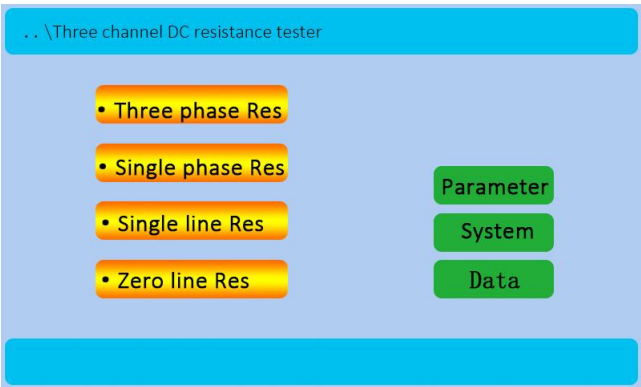 ..\Three channel DC resistance tester
• Three phase Res
• Single phase Res
• Single line Res
• Zero line Res
Parameter
System
Data